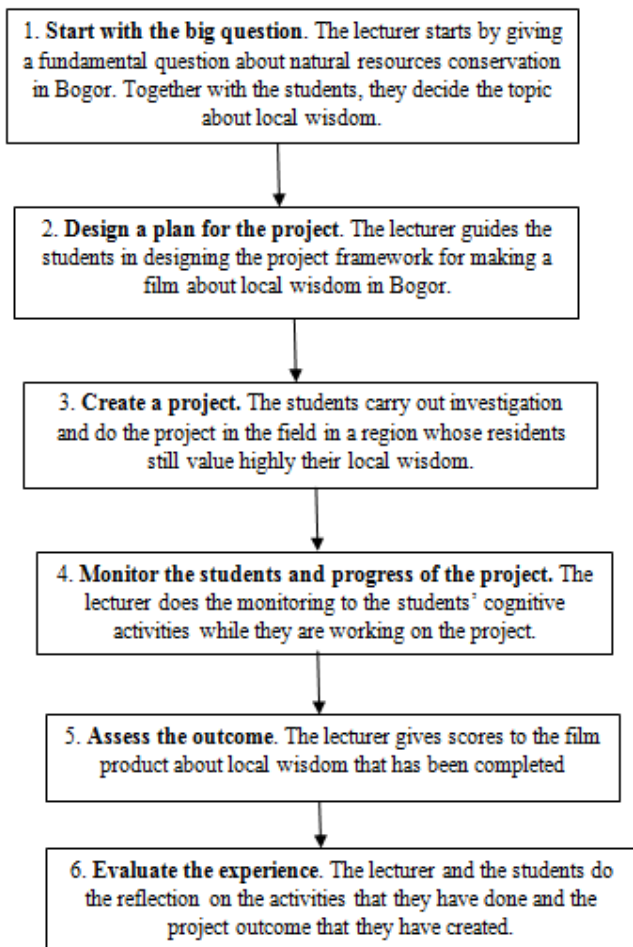 1. Start with the big question. The lecturer starts by giving
a fundamental question about natural resources conservation
in Bogor. Together with the students, they decide the topic
about local wisdom.
2. Design a plan for the project. The lecturer guides the
students in designing the project framework for making a
film about local wisdom in Bogor.
3. Create a project. The students carry out investigation
and do the project in the field in a region whose residents
still value highly their local wisdom.
4. Monitor the students and progress of the project. The
lecturer does the monitoring to the students’ cognitive
activities while they are working on the project.
5. Assess the outcome. The lecturer gives scores to the film
product about local wisdom that has been completed
6. Evaluate the experience. The lecturer and the students do
the reflection on the activities that they have done and the
project outcome that they have created.